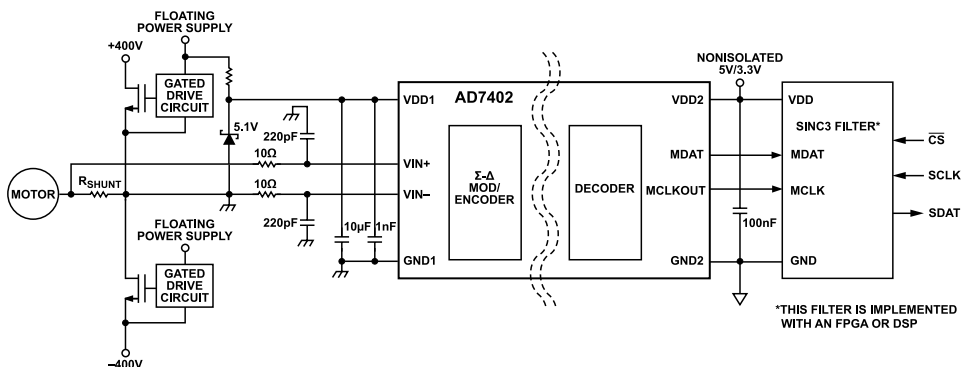 FLOATING
POWER SUPPLY
+400V
GATED
DRIVE
CIRCUIT
5.1V
220pF
10Ω
10Ω
220pF
10µF
1nF
MOTOR
RSHUNT
FLOATING
POWER SUPPLY
GATED
DRIVE
CIRCUIT
–400V
AD7402
VDD1
VIN+
VIN–
GND1
Σ-Δ
MOD/
ENCODER
DECODER
VDD2
MDAT
MCLKOUT
GND2
NONISOLATED
5V/3.3V
100nF
VDD
SINC3 FILTER*
MDAT
MCLK
GND
CS
SCLK
SDAT
*THIS FILTER IS IMPLEMENTED
WITH AN FPGA OR DSP